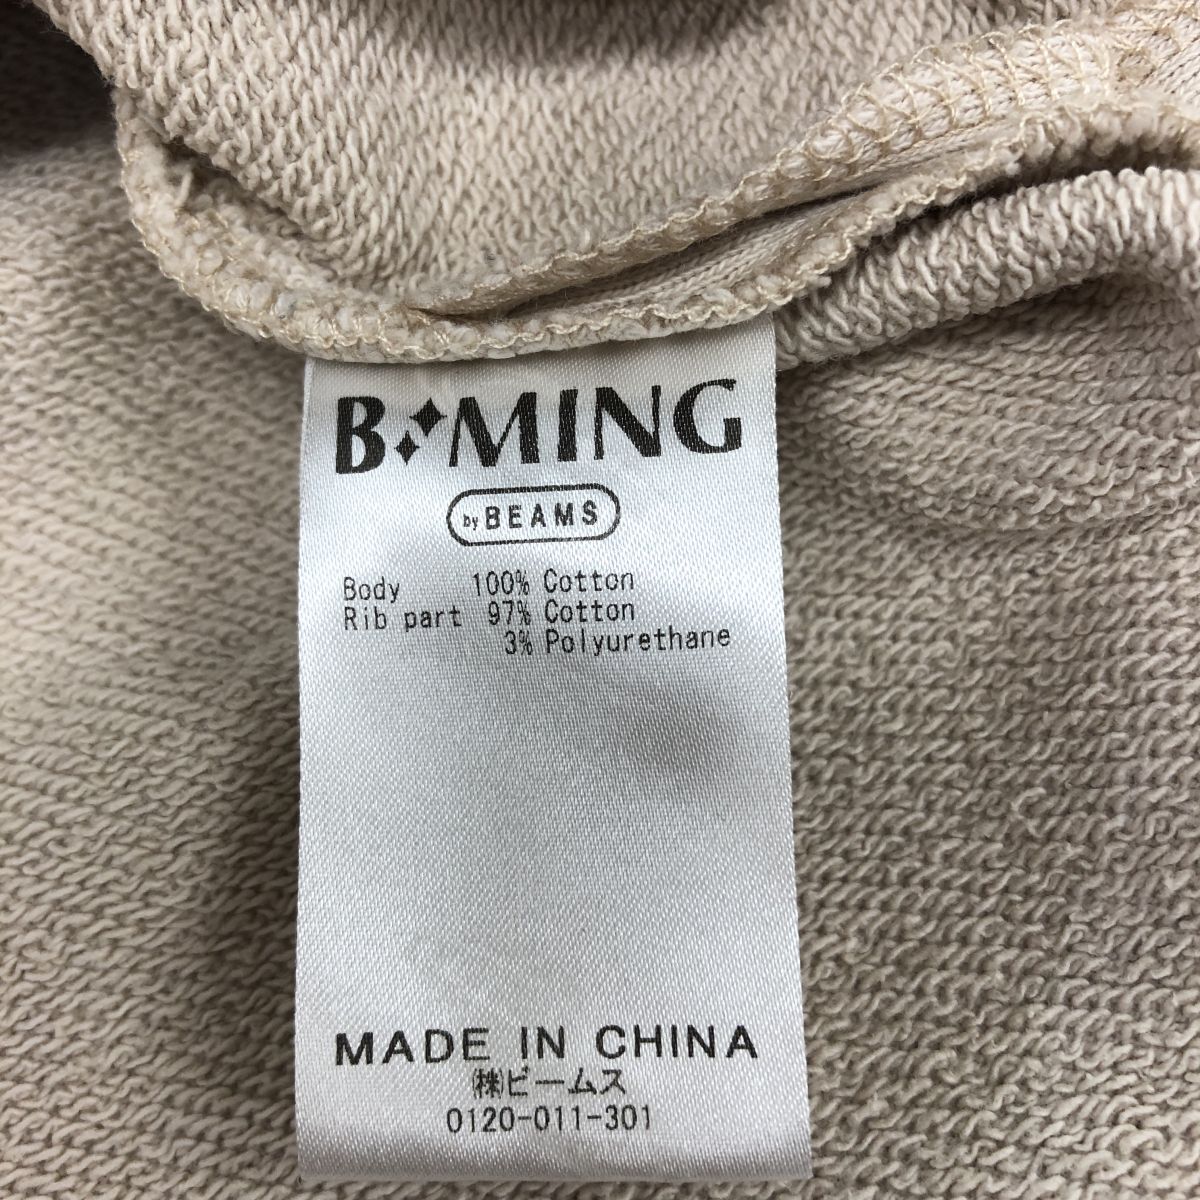 B:MING
by BEAMS
Body 100% Cotton
Rib part 97% Cotton
3% Polyurethane
MADE IN CHINA
㈱ビームス
0120-011-301